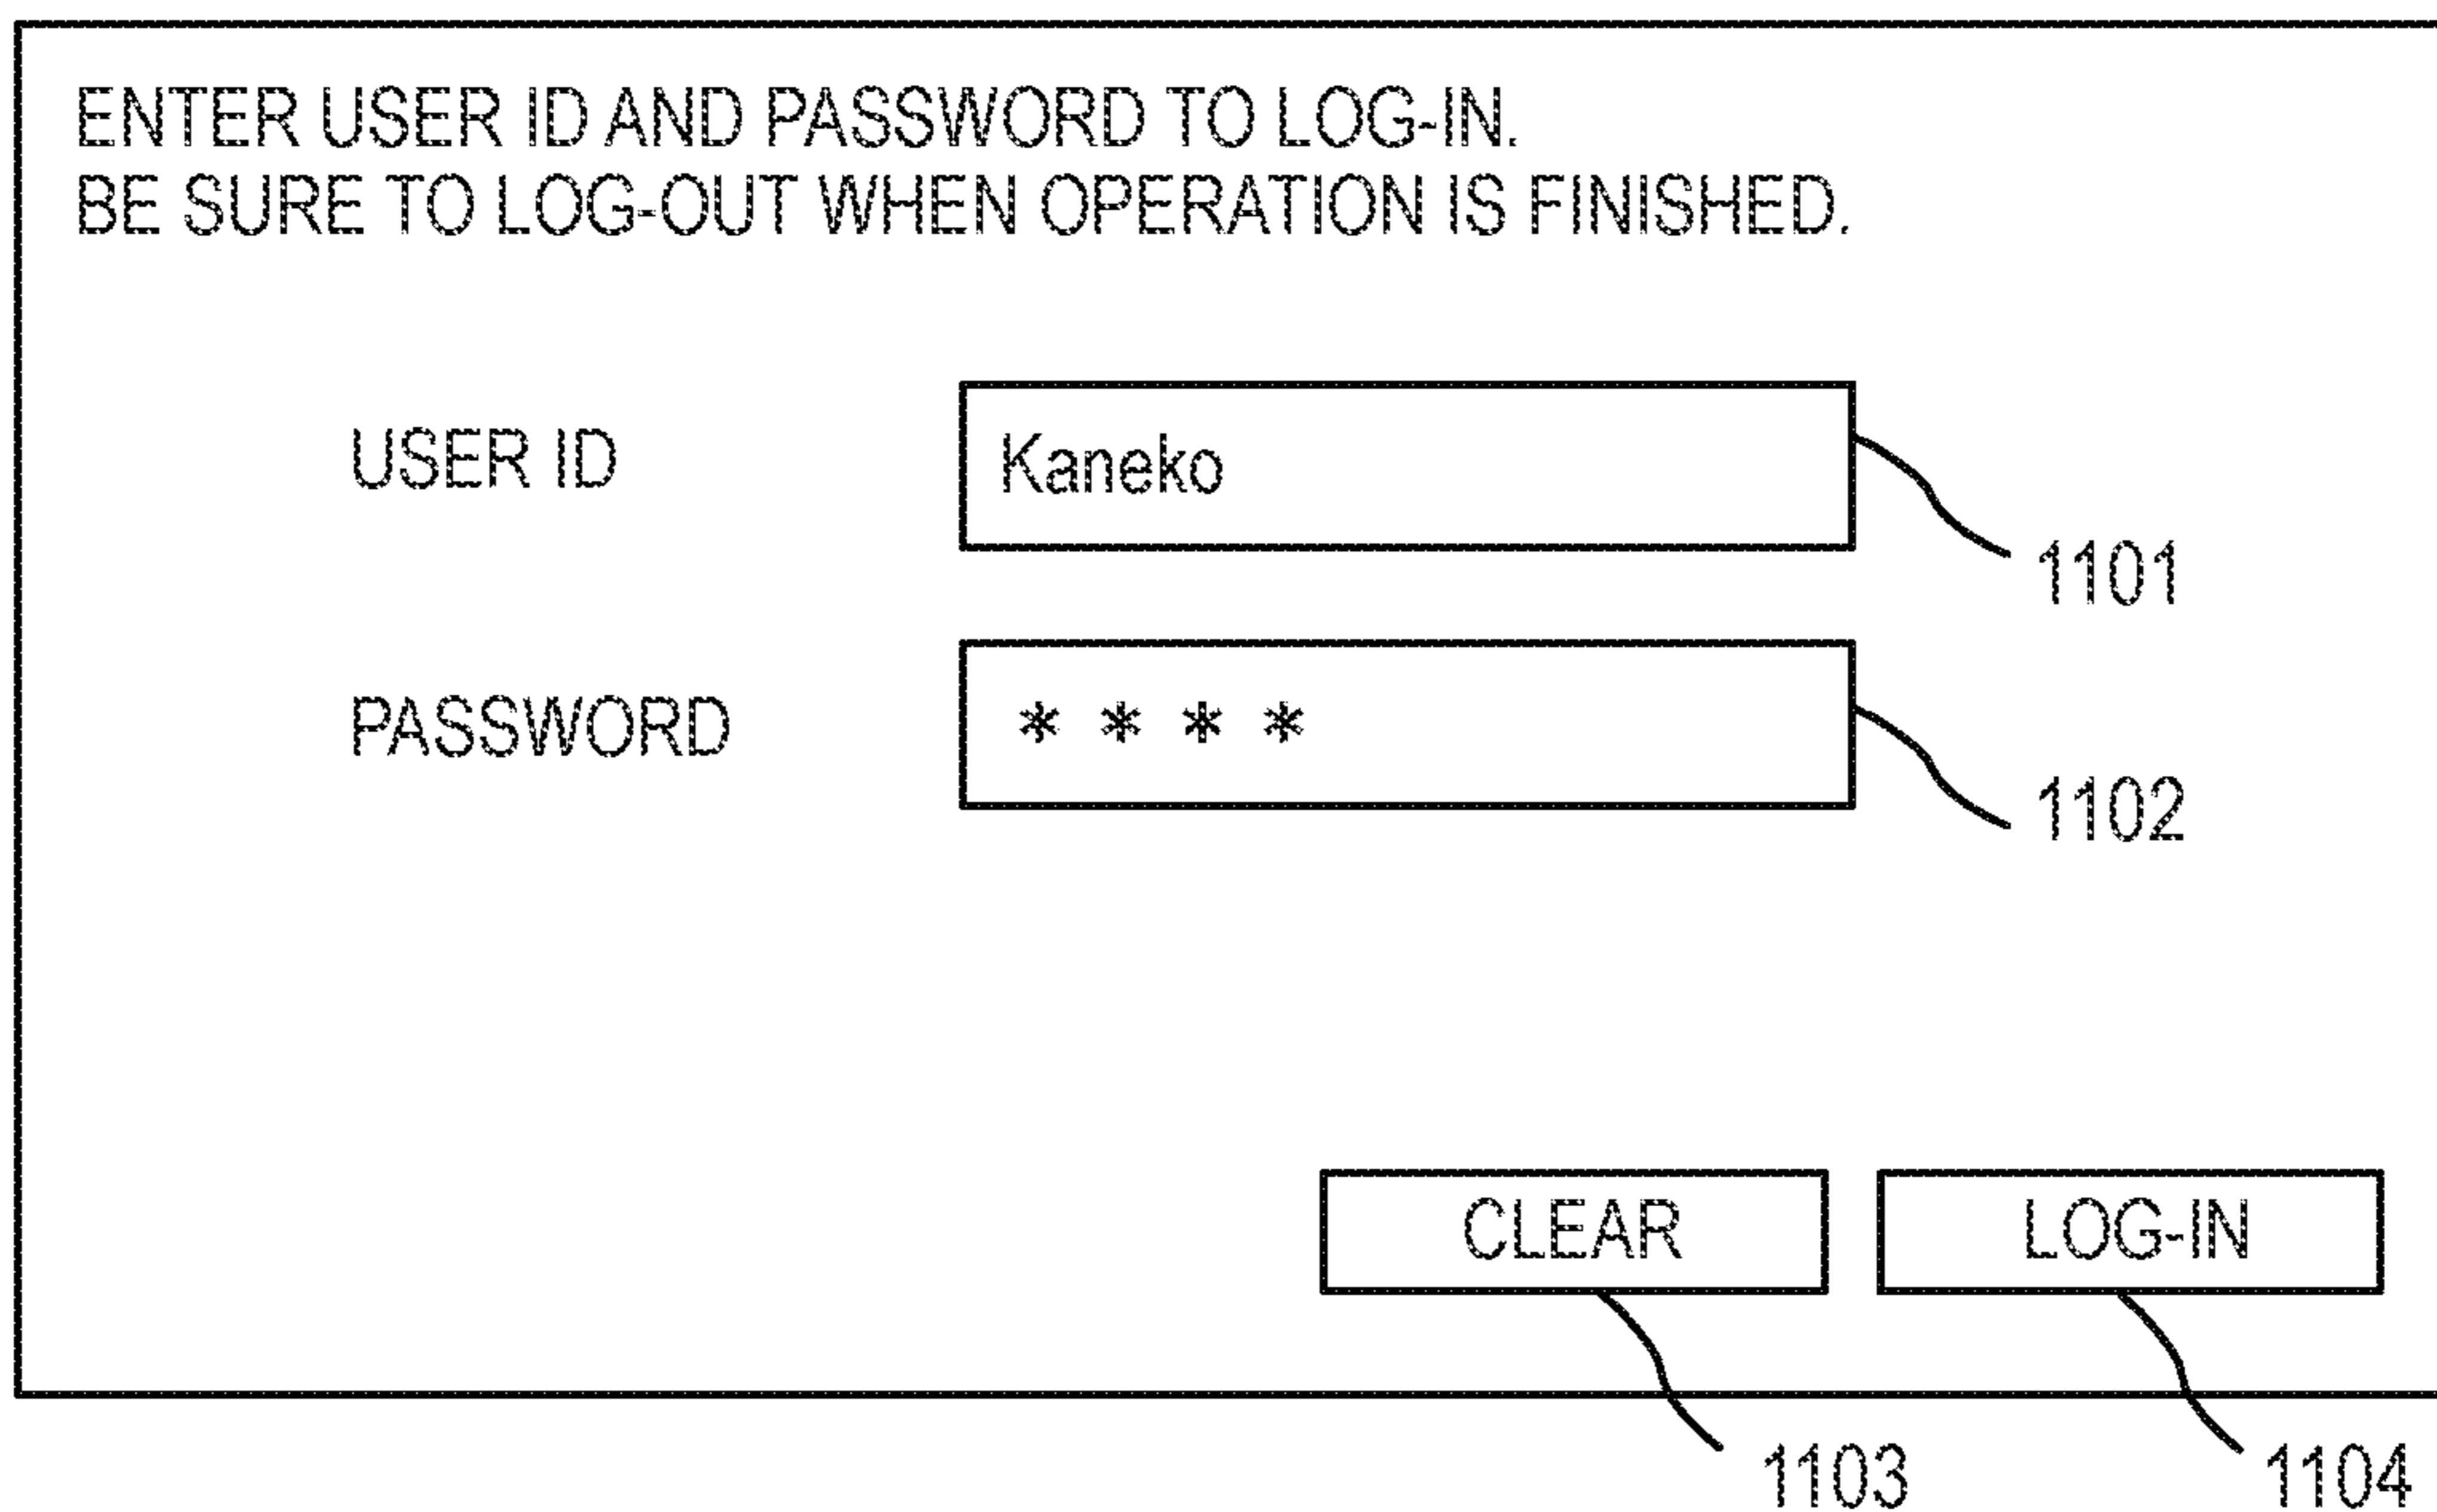 ENTER USER ID AND PASSWORD TO LOG-IN.
BE SURE TO LOG-OUT WHEN OPERATION IS FINISHED.
USER ID Kaneko
1101
PASSWORD * * * *
1102
CLEAR LOG-IN
1103 1104